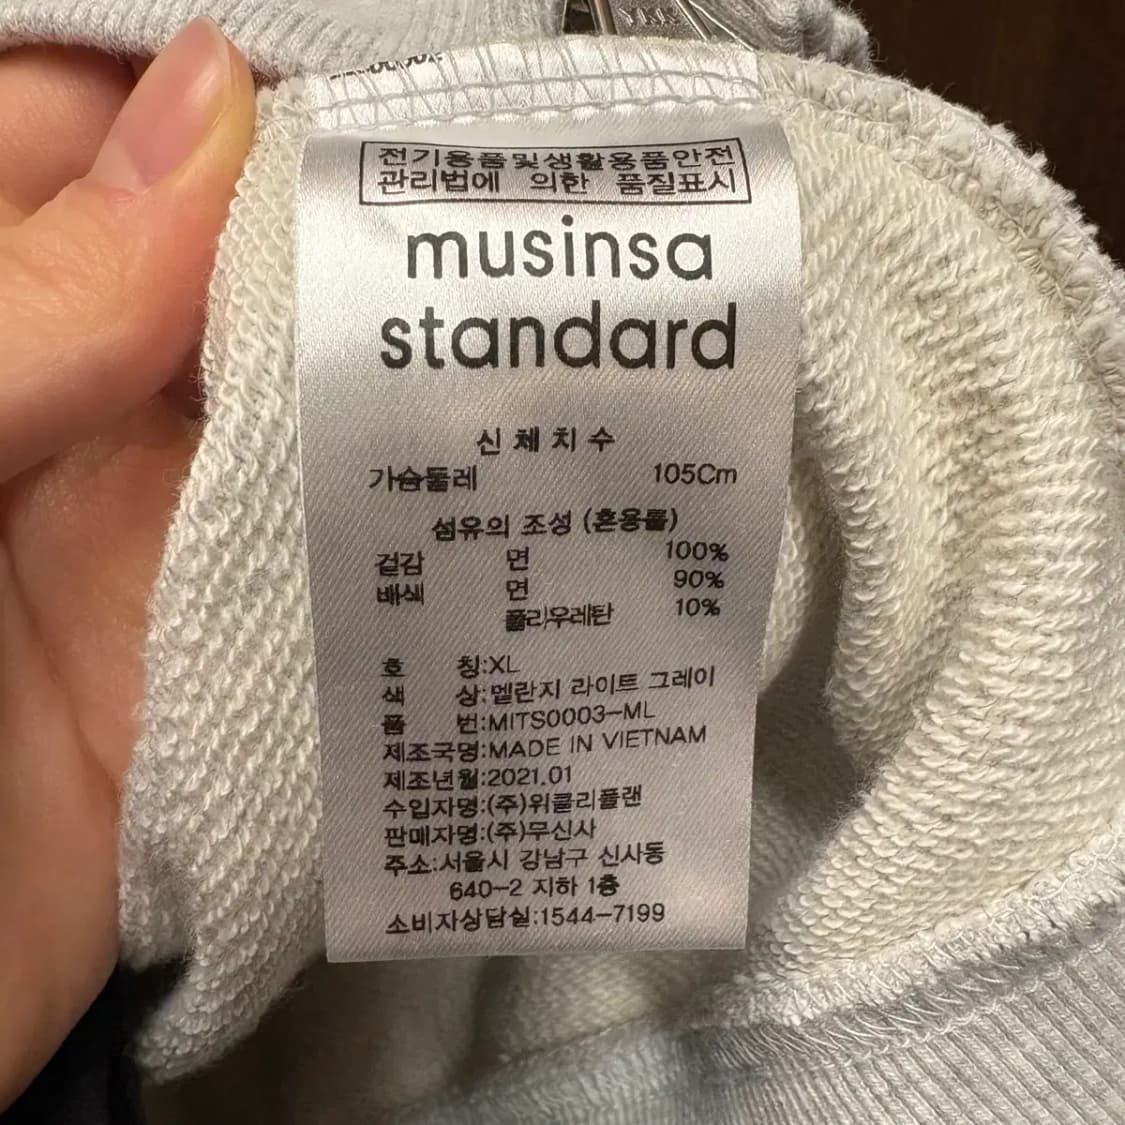 YKK
전기용품및생활용품안전
관리법에 의한 품질표시
musinsa
standard
신체치수
가슴둘레 105Cm
섬유의 조성 (혼용률)
겉감 면 100%
배색 면 90%
폴리우레탄 10%
호 칭:XL
색 상:멜란지 라이트 그레이
품 번:MITS0003-ML
제조국명:MADE IN VIETNAM
제조년월:2021.01
수입자명:(주)위클리플랜
판매자명:(주)무신사
주소:서울시 강남구 신사동
640-2 지하 1층
소비자상담실:1544-7199